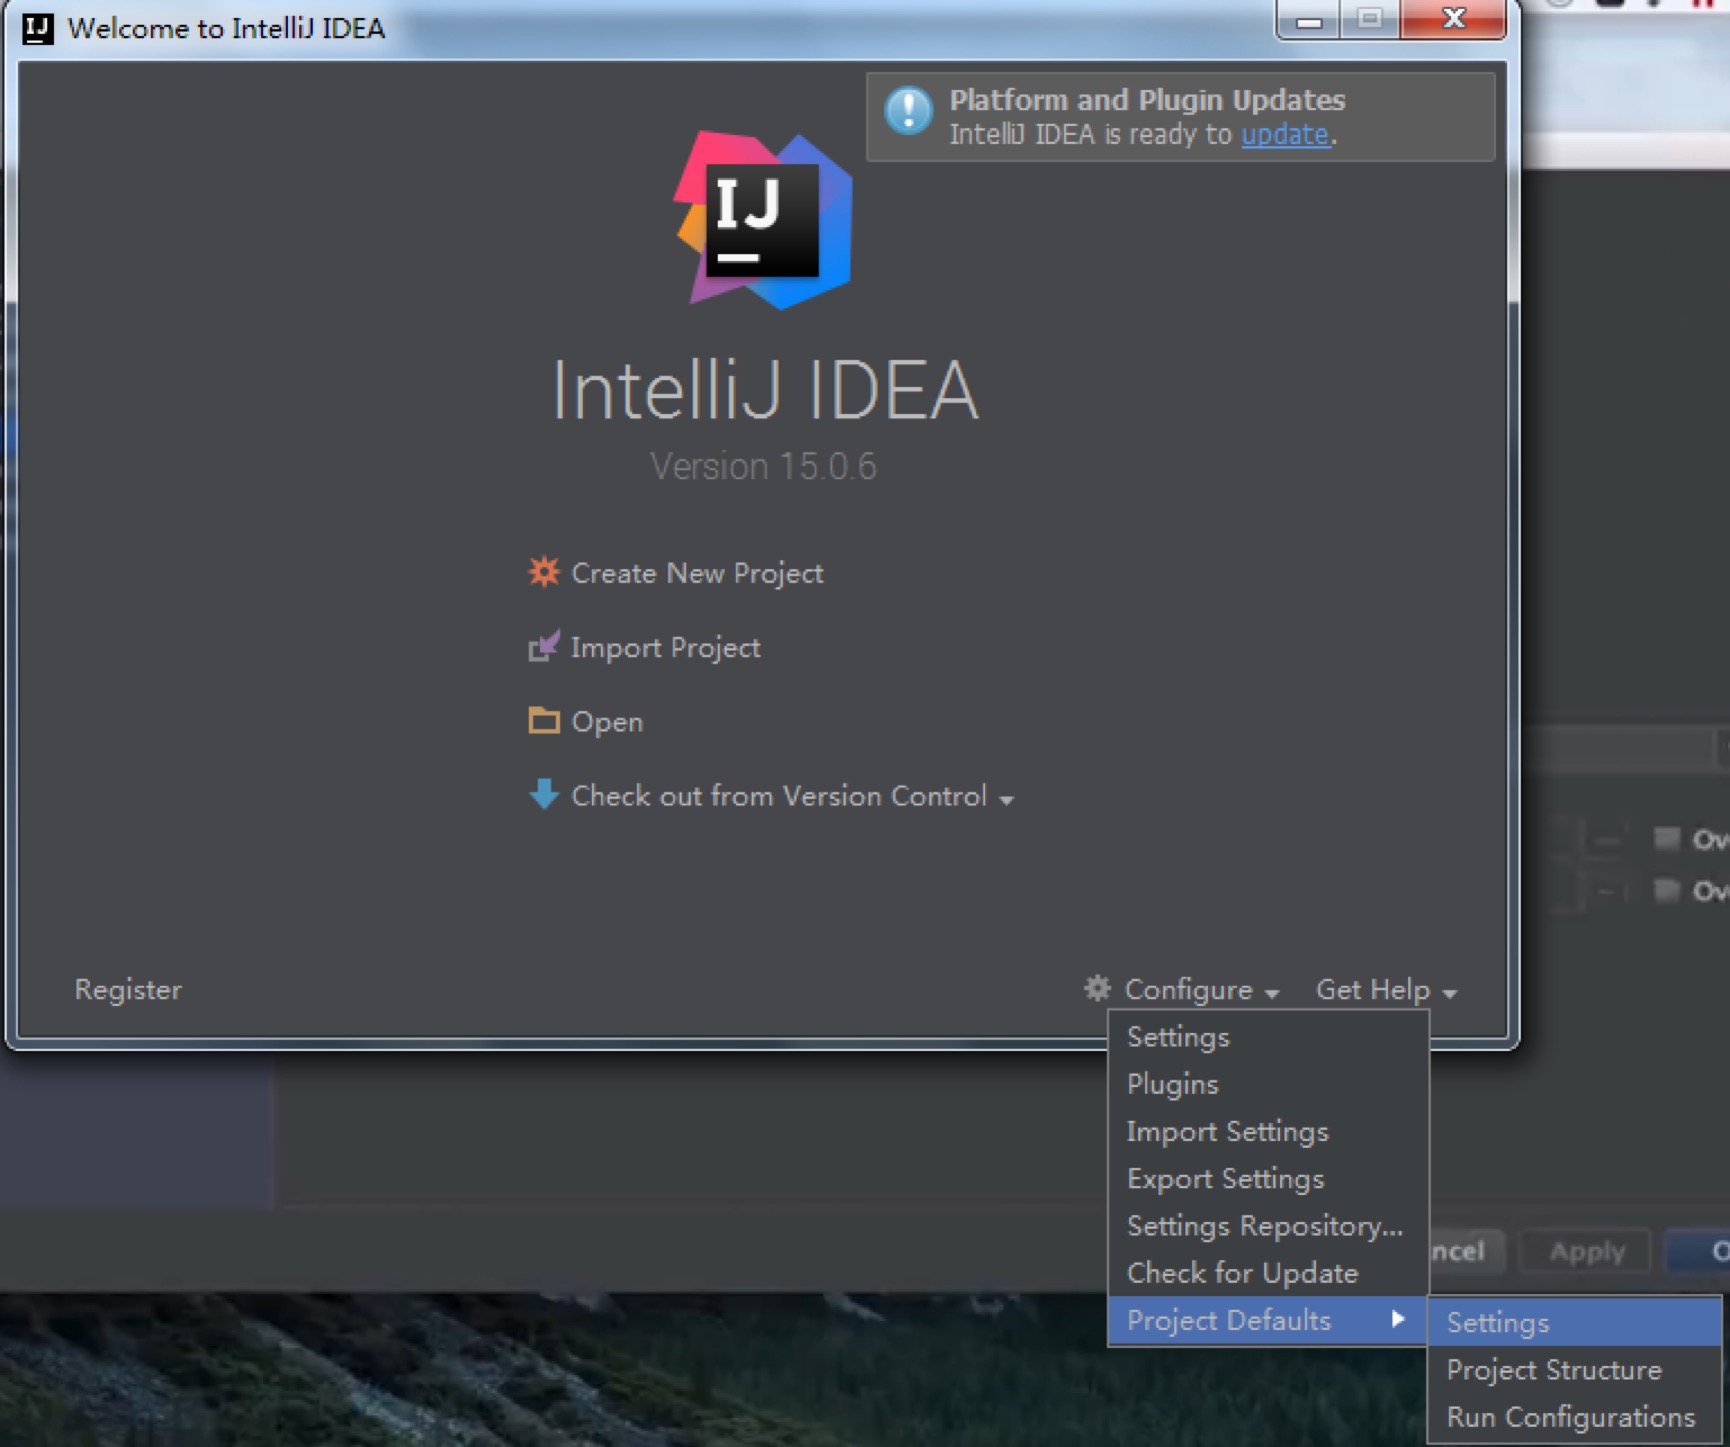 IJ Welcome to IntelliJ IDEA
Platform and Plugin Updates
IntelliJ IDEA is ready to update.
IJ
IntelliJ IDEA
Version 15.0.6
Create New Project
Import Project
Open
Check out from Version Control
Register
Configure
Get Help
Settings
Plugins
Import Settings
Export Settings
Settings Repository...
Check for Update
Project Defaults
Settings
Project Structure
Run Configurations
Ov
Ov
ncel
Apply
O